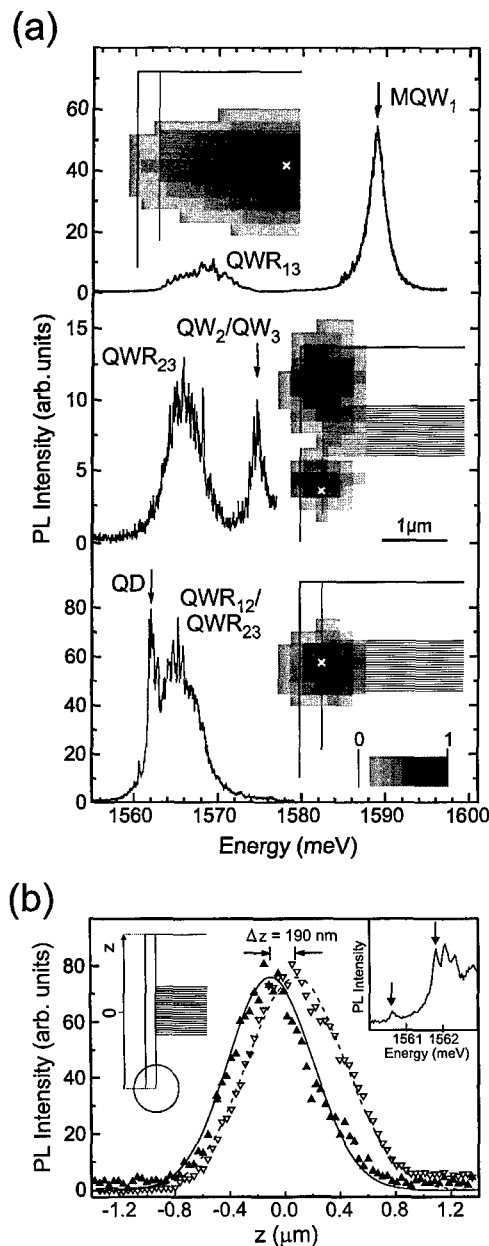 (a)
MQW₁
QWR₁₃
60
40
20
0
QW₂/QW₃
QWR₂₃
15
10
5
0
PL Intensity (arb. units)
1μm
QD
QWR₁₂/
QWR₂₃
80
60
40
20
0
0 1
1560 1570 1580 1590 1600
Energy (meV)
(b)
Δz = 190 nm
z
0
PL Intensity
1561 1562
Energy (meV)
80
60
40
20
0
PL Intensity (arb. units)
-1.2 -0.8 -0.4 0.0 0.4 0.8 1.2
z (μm)